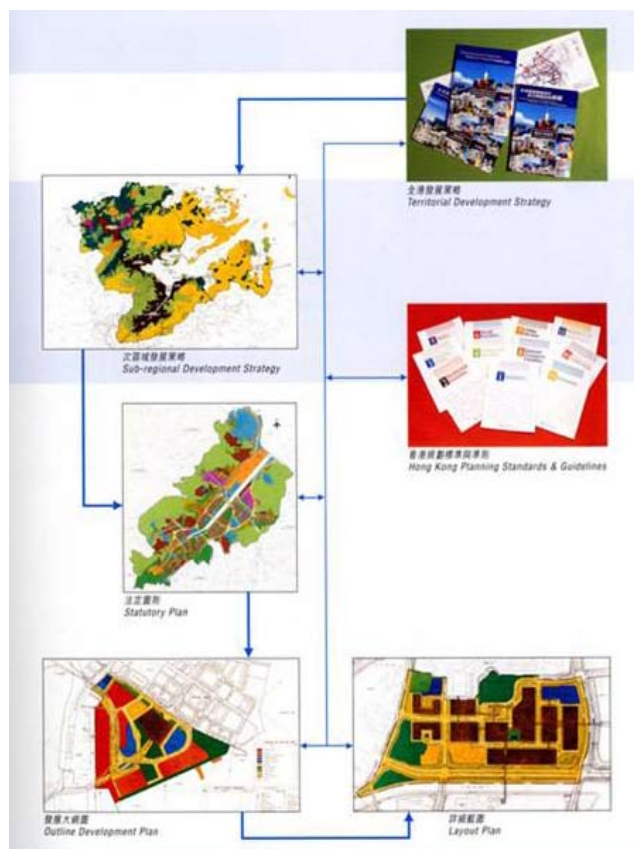 全港發展策略
Territorial Development Strategy
次區域發展策略
Sub-regional Development Strategy
香港規劃標準與準則
Hong Kong Planning Standards & Guidelines
法定圖則
Statutory Plan
發展大綱圖
Outline Development Plan
詳細藍圖
Layout Plan